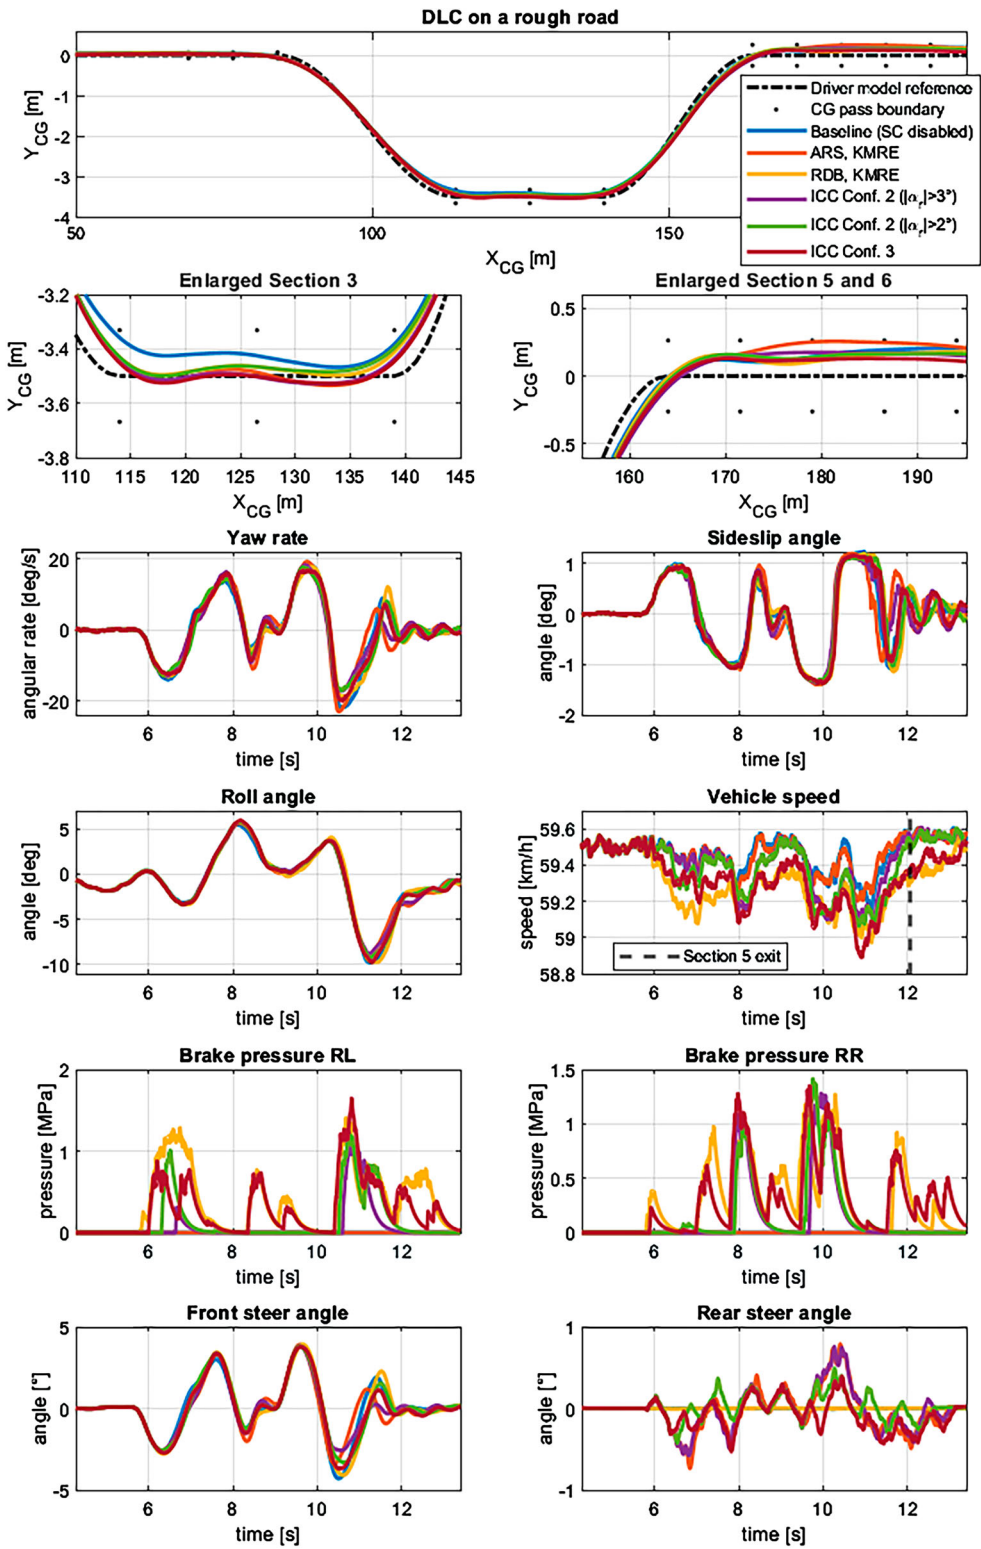 DLC on a rough road
0
-1
-2
-3
-4
Y_CG [m]
50
100
150
X_CG [m]
Driver model reference
CG pass boundary
Baseline (SC disabled)
ARS, KMRE
RDB, KMRE
ICC Conf. 2 (|α_r|>3°)
ICC Conf. 2 (|α_r|>2°)
ICC Conf. 3
Enlarged Section 3
-3.2
-3.4
-3.6
-3.8
Y_CG [m]
110 115 120 125 130 135 140 145
X_CG [m]
Enlarged Section 5 and 6
0.5
0
-0.5
Y_CG [m]
160 170 180 190
X_CG [m]
Yaw rate
20
0
-20
angular rate [deg/s]
6 8 10 12
time [s]
Sideslip angle
1
0
-1
-2
angle [deg]
6 8 10 12
time [s]
Roll angle
5
0
-5
-10
angle [deg]
6 8 10 12
time [s]
Vehicle speed
59.6
59.4
59.2
59
58.8
speed [km/h]
Section 5 exit
6 8 10 12
time [s]
Brake pressure RL
2
1
0
pressure [MPa]
6 8 10 12
time [s]
Brake pressure RR
1.5
1
0.5
0
pressure [MPa]
6 8 10 12
time [s]
Front steer angle
5
0
-5
angle [°]
6 8 10 12
time [s]
Rear steer angle
1
0
-1
angle [°]
6 8 10 12
time [s]